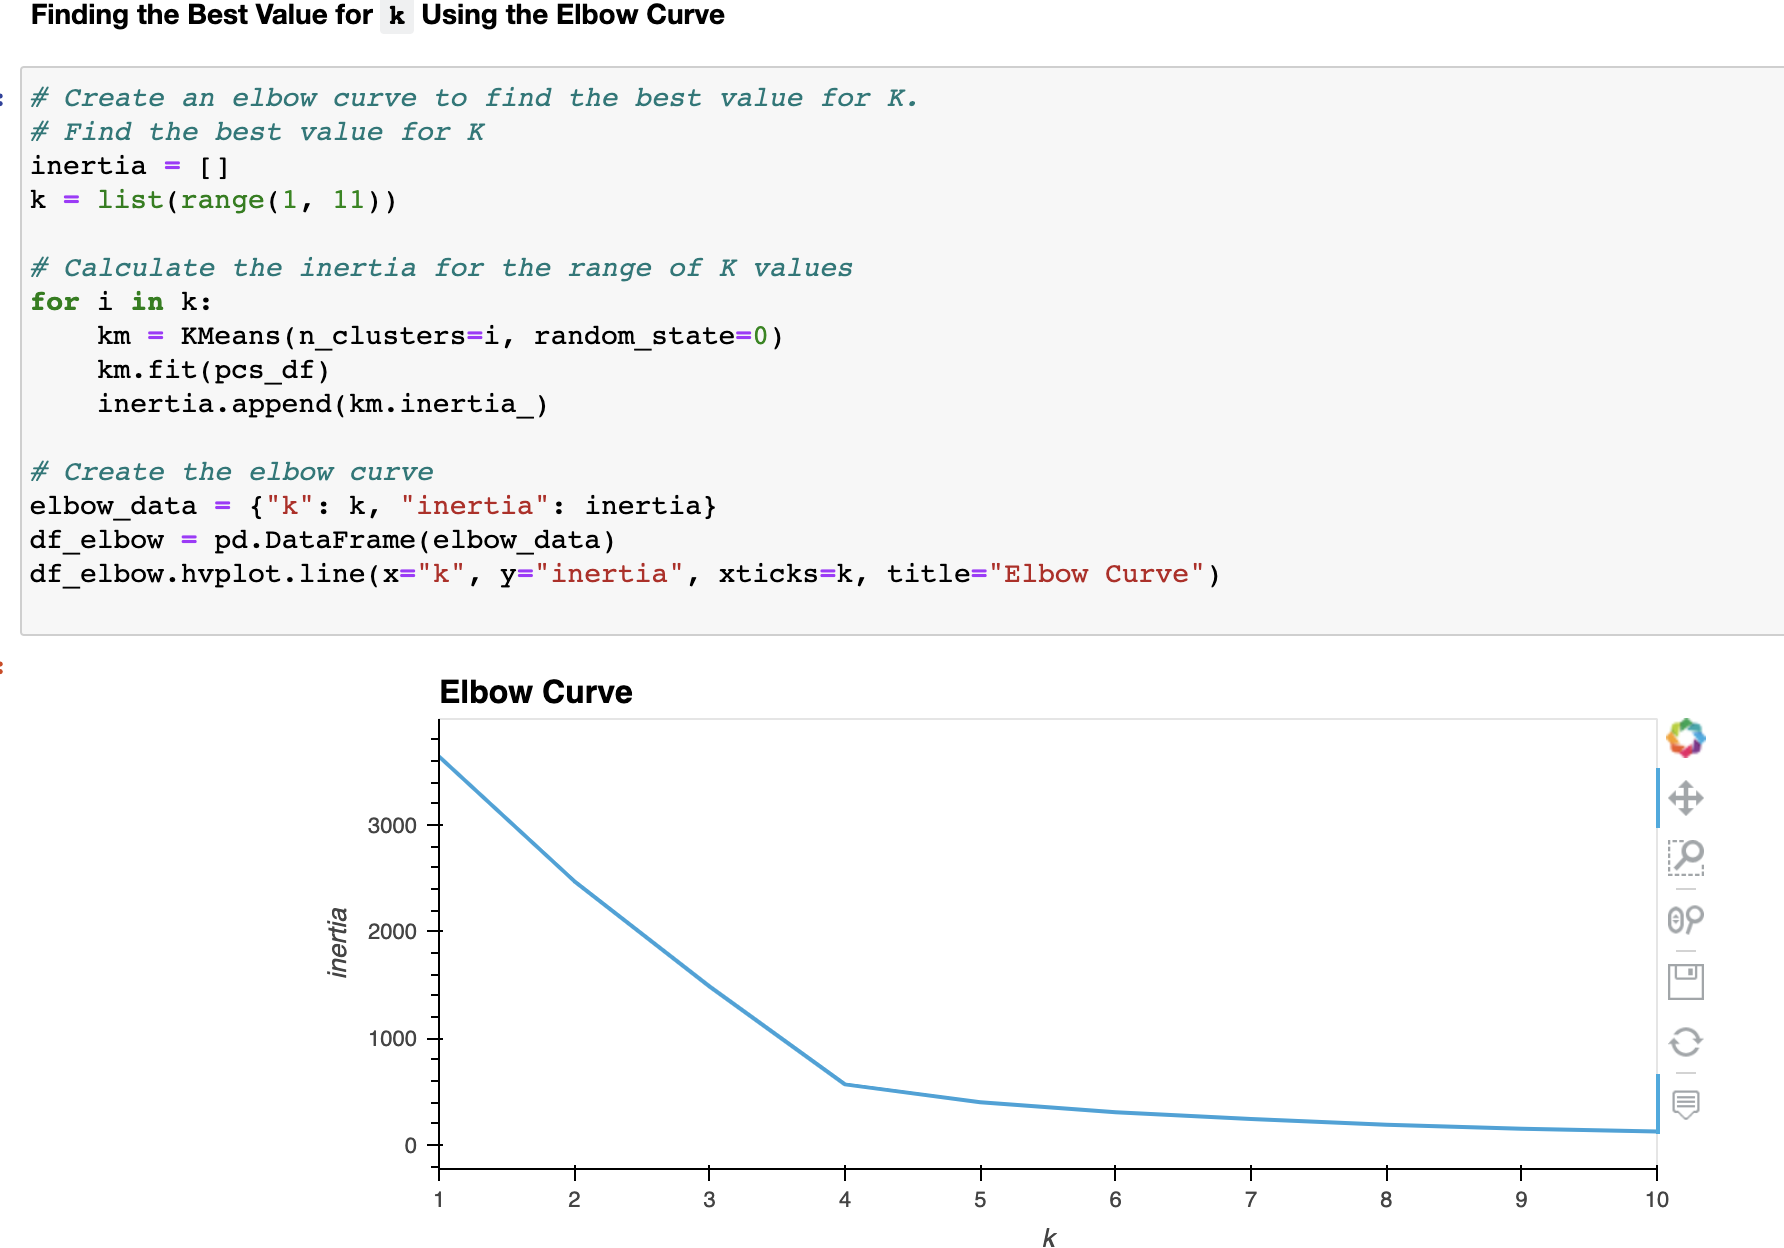 Finding the Best Value for k Using the Elbow Curve
# Create an elbow curve to find the best value for K.
# Find the best value for K
inertia = []
k = list(range(1, 11))
# Calculate the inertia for the range of K values
for i in k:
    km = KMeans(n_clusters=i, random_state=0)
    km.fit(pcs_df)
    inertia.append(km.inertia_)
# Create the elbow curve
elbow_data = {"k": k, "inertia": inertia}
df_elbow = pd.DataFrame(elbow_data)
df_elbow.hvplot.line(x="k", y="inertia", xticks=k, title="Elbow Curve")
Elbow Curve
3000
2000
1000
0
inertia
1 2 3 4 5 6 7 8 9 10
k